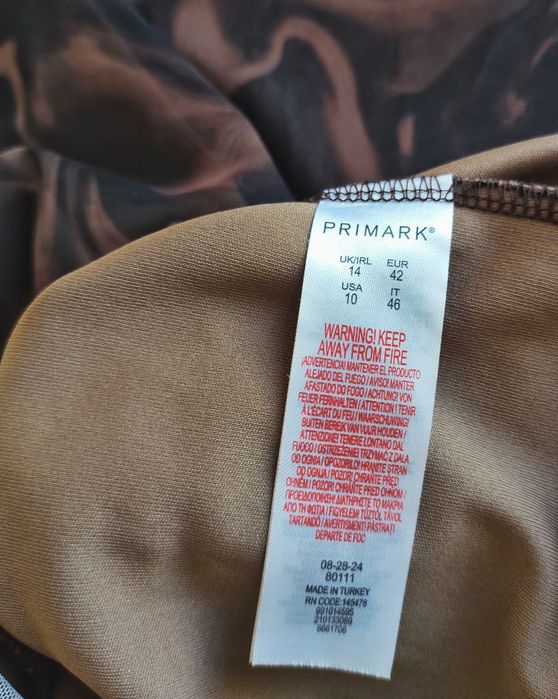 PRIMARK®
UK/IRL EUR
14 42
USA IT
10 46
WARNING! KEEP
AWAY FROM FIRE
¡ADVERTENCIA! MANTENER EL PRODUCTO
ALEJADO DEL FUEGO / AVISO! MANTER
AFASTADO DO FOGO / ACHTUNG! VON
FEUER FERNHALTEN / ATTENTION ! TENIR
À L'ÉCART DU FEU / WAARSCHUWING!
BUITEN BEREIK VAN VUUR HOUDEN /
ATTENZIONE! TENERE LONTANO DAL
FUOCO / OSTRZEŻENIE! TRZYMAĆ Z DALA
OD OGNIA / OPOZORILO! HRANITE STRAN
OD OGNJA / POZOR! CHRAŇTE PŘED
OHNĚM / POZOR! CHRÁŇTE PRED OHŇOM /
ΠΡΟΕΙΔΟΠΟΙΗΣΗ! ΔΙΑΤΗΡΗΣΤΕ ΤΟ ΜΑΚΡΙΑ
ΑΠΟ ΤΗ ΦΩΤΙΑ / FIGYELEM! TŰZTŐL TÁVOL
TARTANDÓ / AVERTISMENT! PĂSTRAȚI
DEPARTE DE FOC
08-28-24
80111
MADE IN TURKEY
RN CODE:145478
991014595
210133089
8661706